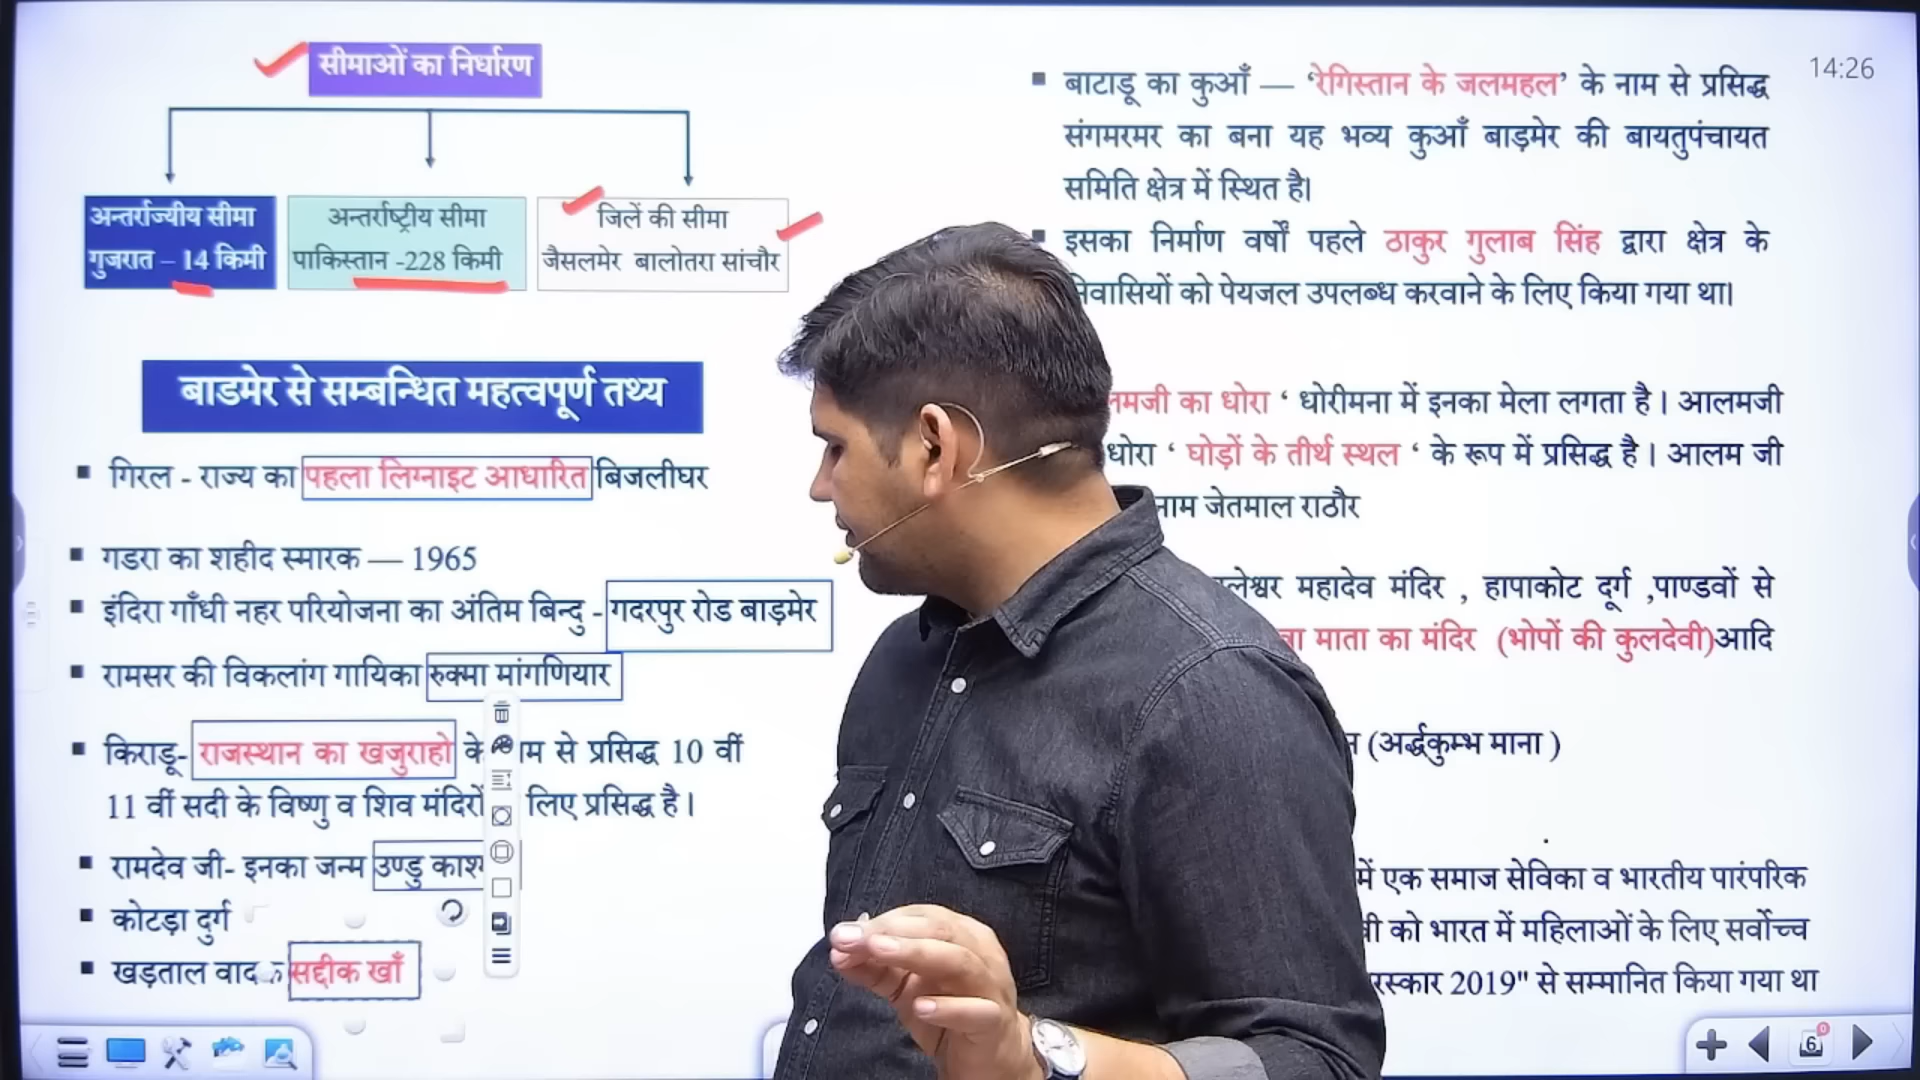 सीमाओं का निर्धारण
अन्तर्राज्यीय सीमा
गुजरात – 14 किमी
अन्तर्राष्ट्रीय सीमा
पाकिस्तान -228 किमी
जिलें की सीमा
जैसलमेर बालोतरा सांचौर
बाडमेर से सम्बन्धित महत्वपूर्ण तथ्य
गिरल - राज्य का पहला लिग्नाइट आधारित बिजलीघर
गडरा का शहीद स्मारक — 1965
इंदिरा गाँधी नहर परियोजना का अंतिम बिन्दु - गदरपुर रोड बाड़मेर
रामसर की विकलांग गायिका रुक्मा मांगणियार
किराडू- राजस्थान का खजुराहो के से प्रसिद्ध 10 वीं
11 वीं सदी के विष्णु व शिव मंदिरों लिए प्रसिद्ध है।
रामदेव जी- इनका जन्म उण्डु
कोटड़ा दुर्ग
खड़ताल सद्दीक खाँ
14:26
बाटाडू का कुआँ — ‘रेगिस्तान के जलमहल’ के नाम से प्रसिद्ध
संगमरमर का बना यह भव्य कुआँ बाड़मेर की बायतुपंचायत
समिति क्षेत्र में स्थित है।
इसका निर्माण वर्षों पहले ठाकुर गुलाब सिंह द्वारा क्षेत्र के
को पेयजल उपलब्ध करवाने के लिए किया गया था।
का धोरा ‘ धोरीमना में इनका मेला लगता है । आलमजी
धोरा ‘ घोड़ों के तीर्थ स्थल ‘ के रूप में प्रसिद्ध है । आलम जी
नाम जेतमाल राठौर
महादेव मंदिर , हापाकोट दूर्ग ,पाण्डवों से
माता का मंदिर (भोपों की कुलदेवी)आदि
(अर्द्धकुम्भ माना )
में एक समाज सेविका व भारतीय पारंपरिक
को भारत में महिलाओं के लिए सर्वोच्च
2019" से सम्मानित किया गया था
6